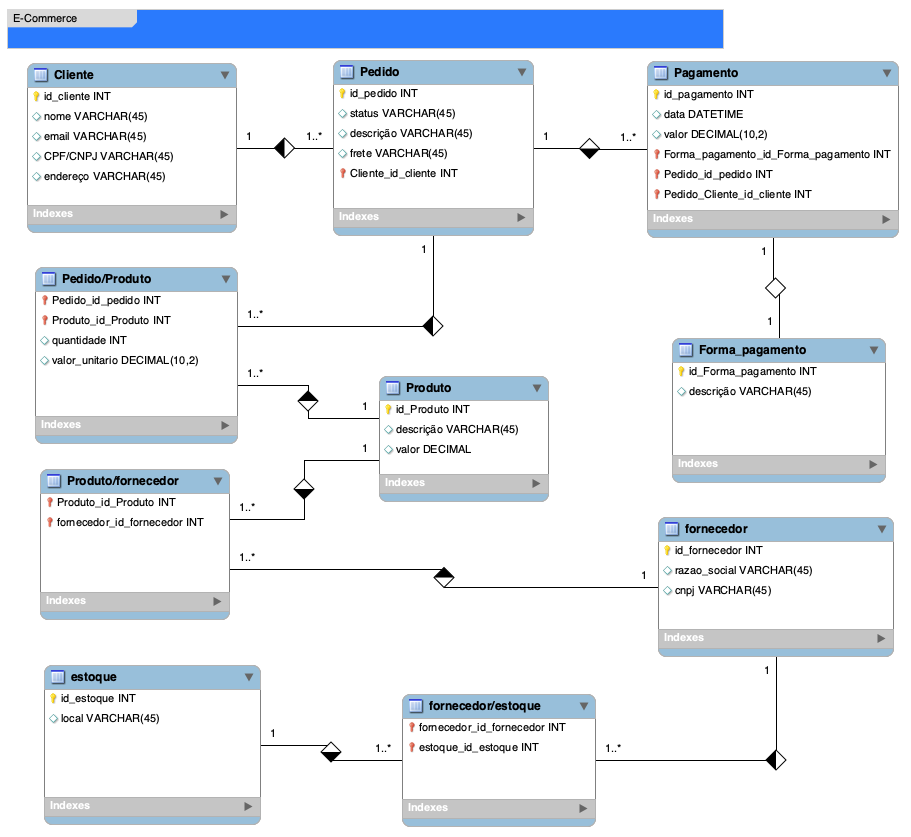 E-Commerce
Cliente
id_cliente INT
nome VARCHAR(45)
email VARCHAR(45)
CPF/CNPJ VARCHAR(45)
endereço VARCHAR(45)
Indexes
1
1..*
Pedido
id_pedido INT
status VARCHAR(45)
descrição VARCHAR(45)
frete VARCHAR(45)
Cliente_id_cliente INT
Indexes
1
1..*
Pagamento
id_pagamento INT
data DATETIME
valor DECIMAL(10,2)
Forma_pagamento_id_Forma_pagamento INT
Pedido_id_pedido INT
Pedido_Cliente_id_cliente INT
Indexes
1
1
1
Pedido/Produto
Pedido_id_pedido INT
Produto_id_Produto INT
quantidade INT
valor_unitario DECIMAL(10,2)
Indexes
1..*
1..*
1
Forma_pagamento
id_Forma_pagamento INT
descrição VARCHAR(45)
Indexes
Produto
id_Produto INT
descrição VARCHAR(45)
valor DECIMAL
Indexes
1
Produto/fornecedor
Produto_id_Produto INT
fornecedor_id_fornecedor INT
Indexes
1..*
1..*
1
fornecedor
id_fornecedor INT
razao_social VARCHAR(45)
cnpj VARCHAR(45)
Indexes
1
estoque
id_estoque INT
local VARCHAR(45)
Indexes
1
1..*
fornecedor/estoque
fornecedor_id_fornecedor INT
estoque_id_estoque INT
Indexes
1..*